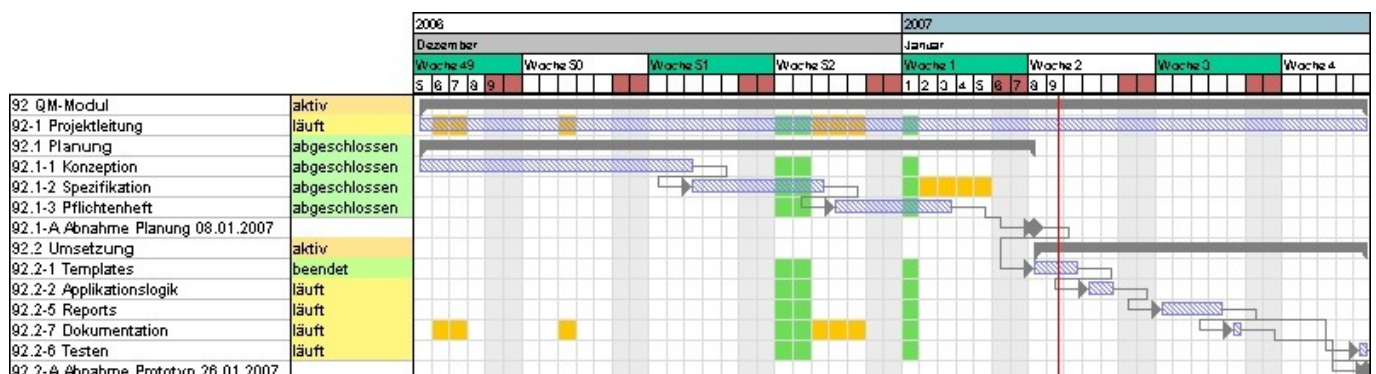 2006 2007
Dezember Januar
Woche 49 Woche 50 Woche 51 Woche 52 Woche 1 Woche 2 Woche 3 Woche 4
5 6 7 8 9 1 2 3 4 5 6 7 8 9
92 QM-Modul aktiv
92-1 Projektleitung läuft
92.1 Planung abgeschlossen
92.1-1 Konzeption abgeschlossen
92.1-2 Spezifikation abgeschlossen
92.1-3 Pflichtenheft abgeschlossen
92.1-A Abnahme Planung 08.01.2007
92.2 Umsetzung aktiv
92.2-1 Templates beendet
92.2-2 Applikationslogik läuft
92.2-5 Reports läuft
92.2-7 Dokumentation läuft
92.2-6 Testen läuft
92.2-A Abnahme Prototyp 26.01.2007